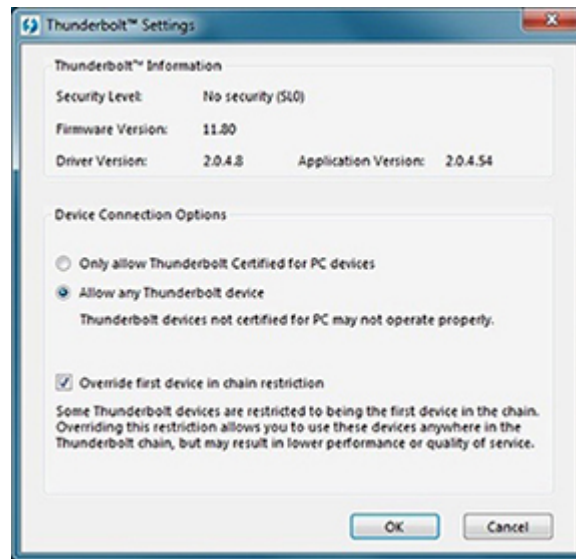 Thunderbolt™ Settings
Thunderbolt™ Information
Security Level: No security (SL0)
Firmware Version: 11.80
Driver Version: 2.0.4.8 Application Version: 2.0.4.54
Device Connection Options
Only allow Thunderbolt Certified for PC devices
Allow any Thunderbolt device
Thunderbolt devices not certified for PC may not operate properly.
Override first device in chain restriction
Some Thunderbolt devices are restricted to being the first device in the chain.
Overriding this restriction allows you to use these devices anywhere in the
Thunderbolt chain, but may result in lower performance or quality of service.
OK Cancel